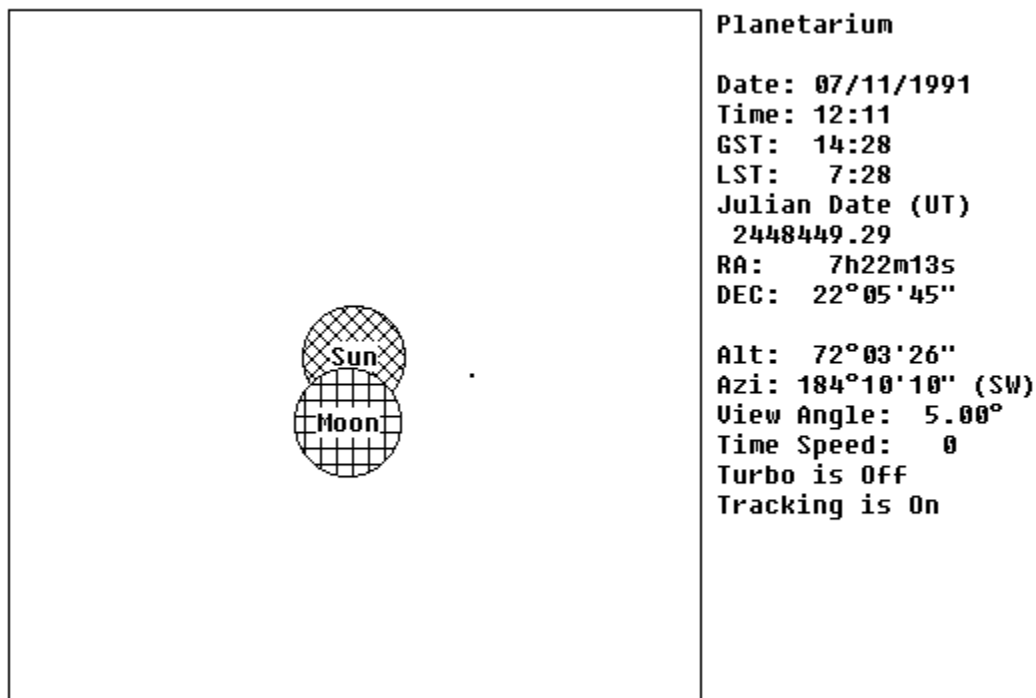 Planetarium
Date: 07/11/1991
Time: 12:11
GST: 14:28
LST: 7:28
Julian Date (UT)
2448449.29
RA: 7h22m13s
DEC: 22°05'45"
Alt: 72°03'26"
Azi: 184°10'10" (SW)
View Angle: 5.00°
Time Speed: 0
Turbo is Off
Tracking is On
Sun
Moon